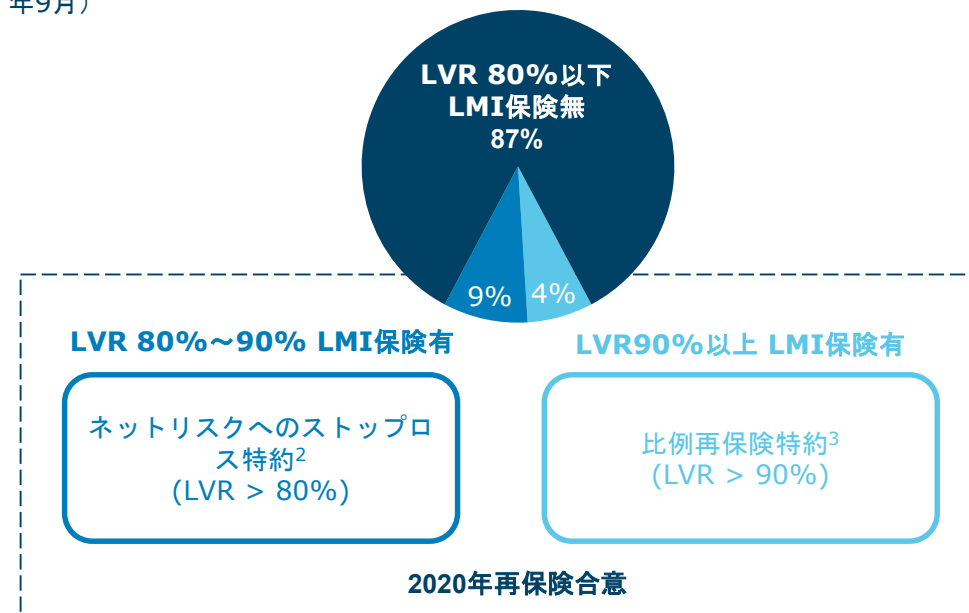 年9月）
LVR 80%以下
LMI保険無
87%
9%
4%
LVR 80%～90% LMI保険有
LVR90%以上 LMI保険有
ネットリスクへのストップロ
ス特約2
(LVR > 80%)
比例再保険特約3
(LVR > 90%)
2020年再保険合意